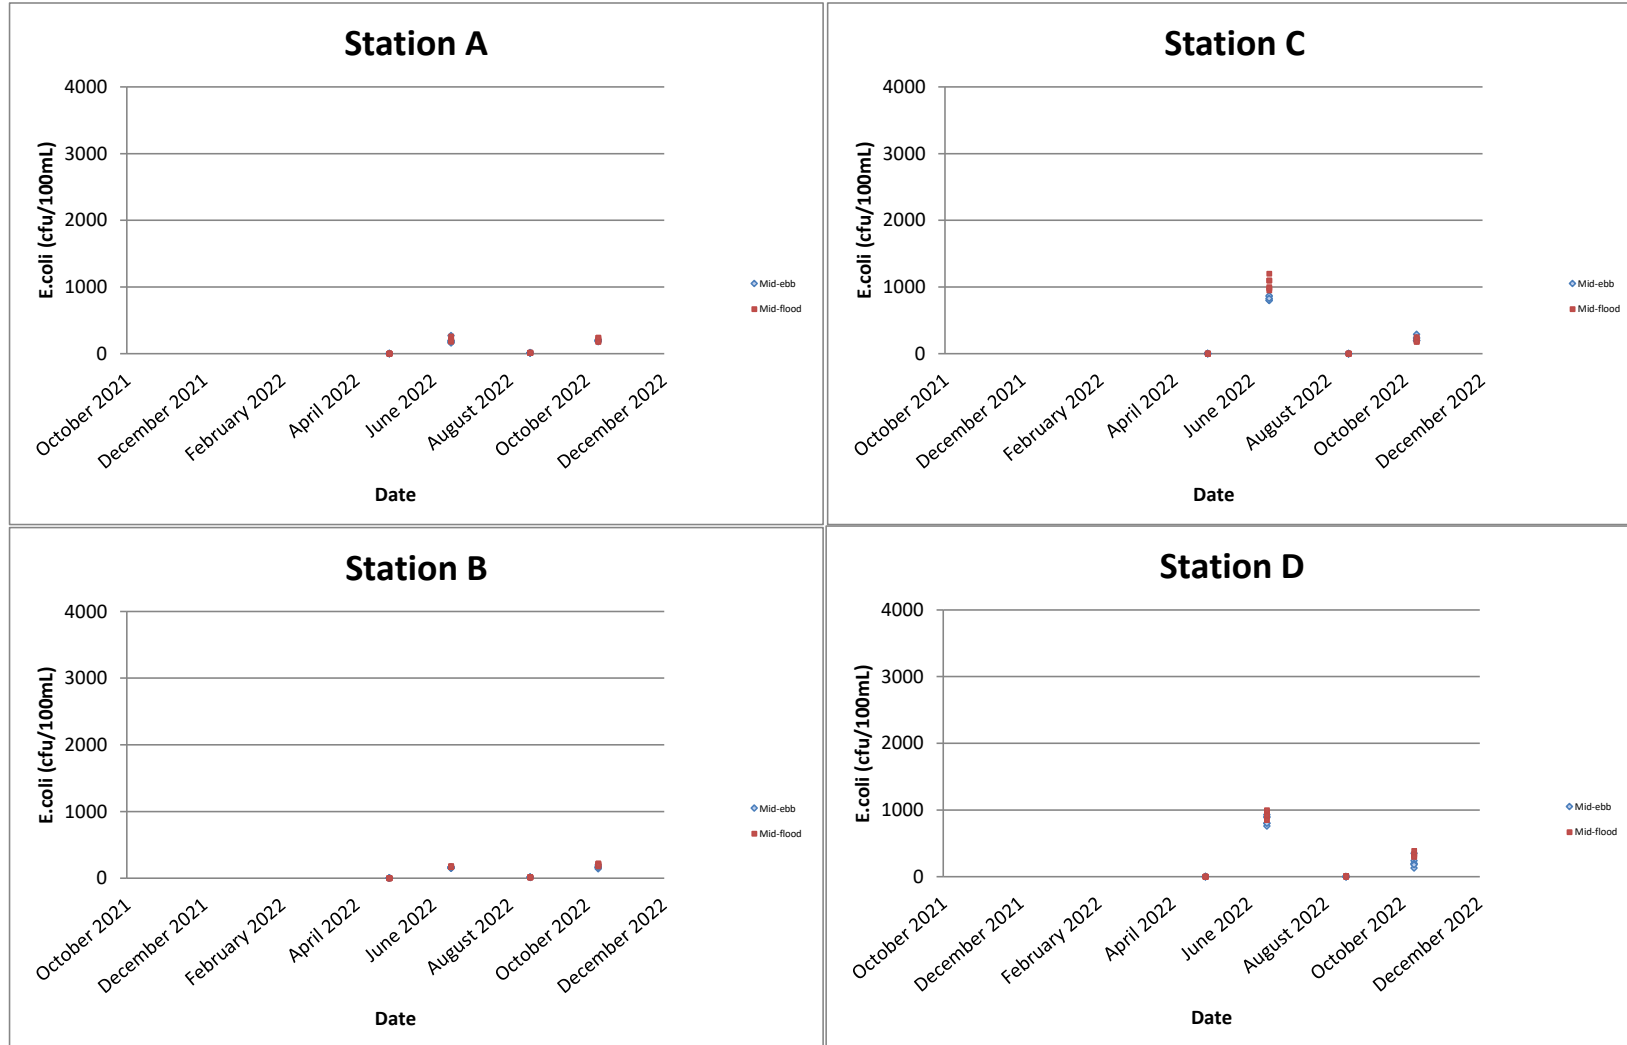 Station A
4000
3000
2000
1000
0
E.coli (cfu/100mL)
October 2021
December 2021
February 2022
April 2022
June 2022
August 2022
October 2022
December 2022
Date
Mid-ebb
Mid-flood
Station C
4000
3000
2000
1000
0
E.coli (cfu/100mL)
October 2021
December 2021
February 2022
April 2022
June 2022
August 2022
October 2022
December 2022
Date
Mid-ebb
Mid-flood
Station B
4000
3000
2000
1000
0
E.coli (cfu/100mL)
October 2021
December 2021
February 2022
April 2022
June 2022
August 2022
October 2022
December 2022
Date
Mid-ebb
Mid-flood
Station D
4000
3000
2000
1000
0
E.coli (cfu/100mL)
October 2021
December 2021
February 2022
April 2022
June 2022
August 2022
October 2022
December 2022
Date
Mid-ebb
Mid-flood